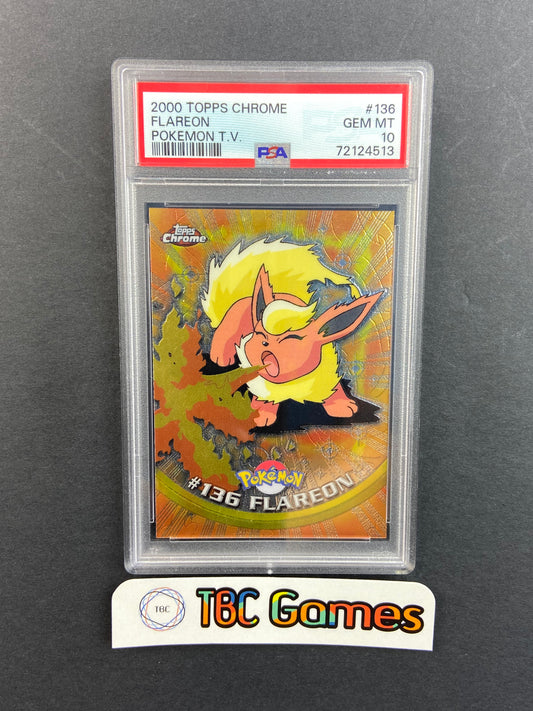 2000 TOPPS CHROME #136
FLAREON GEM MT
POKEMON T.V. 10
PSA 72124513
Topps
Chrome
POKéMON
#136 FLAREON
TBC TBC Games